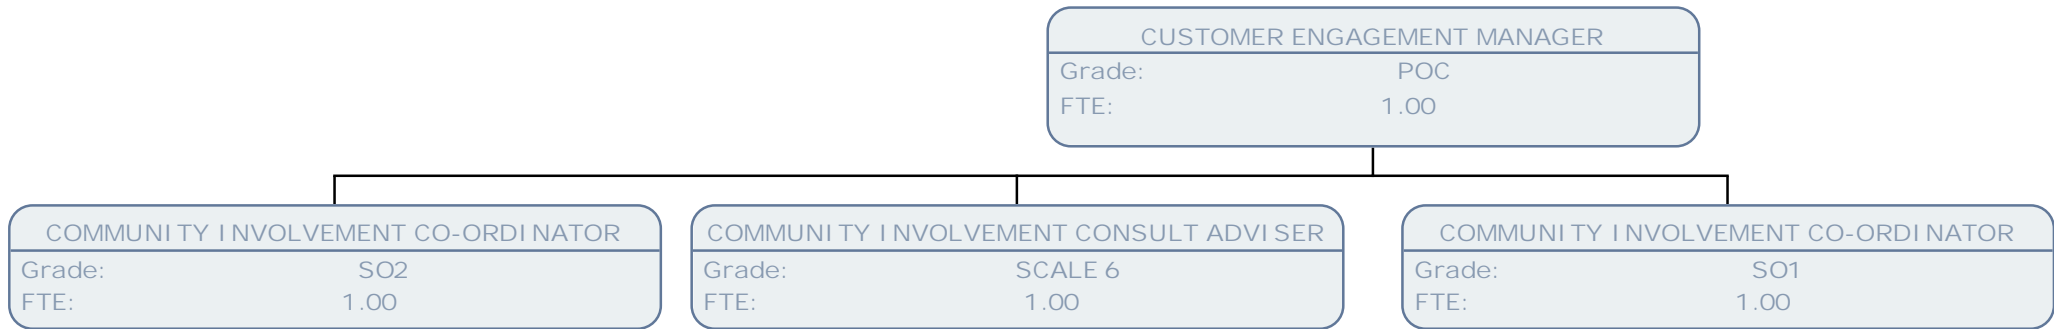 CUSTOMER ENGAGEMENT MANAGER
Grade: POC
FTE: 1.00
COMMUNITY INVOLVEMENT CO-ORDINATOR
Grade: SO2
FTE: 1.00
COMMUNITY INVOLVEMENT CONSULT ADVISER
Grade: SCALE 6
FTE: 1.00
COMMUNITY INVOLVEMENT CO-ORDINATOR
Grade: SO1
FTE: 1.00